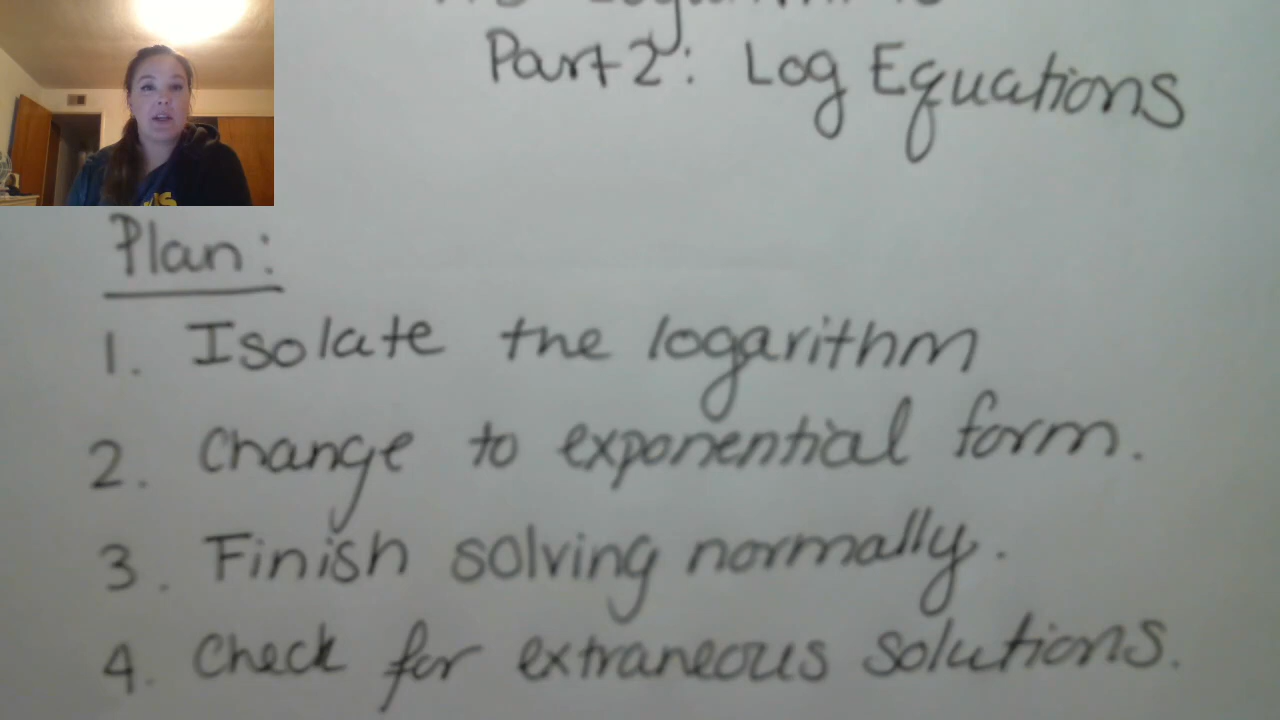 Part 2: Log Equations
Plan:
1. Isolate the logarithm
2. Change to exponential form.
3. Finish solving normally.
4. Check for extraneous solutions.